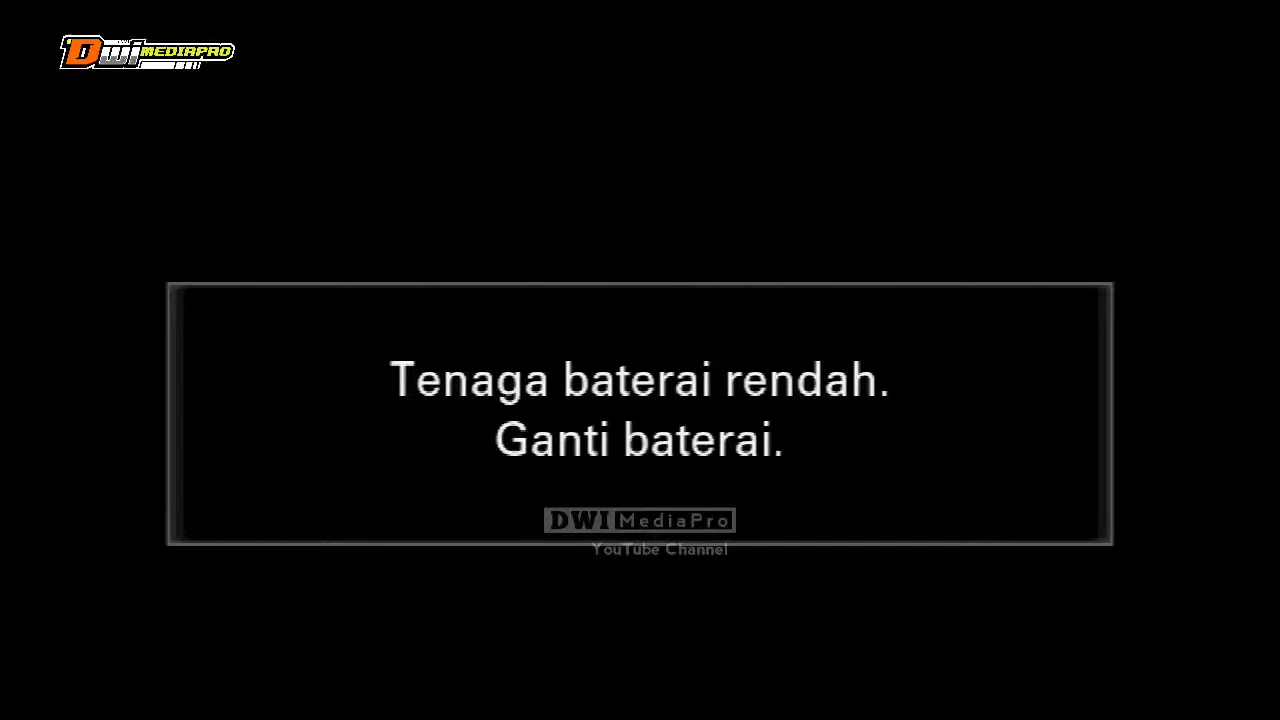 Dwi MEDIAPRO
Tenaga baterai rendah.
Ganti baterai.
DWI MediaPro
YouTube Channel